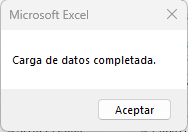 Microsoft Excel
Carga de datos completada.
Aceptar